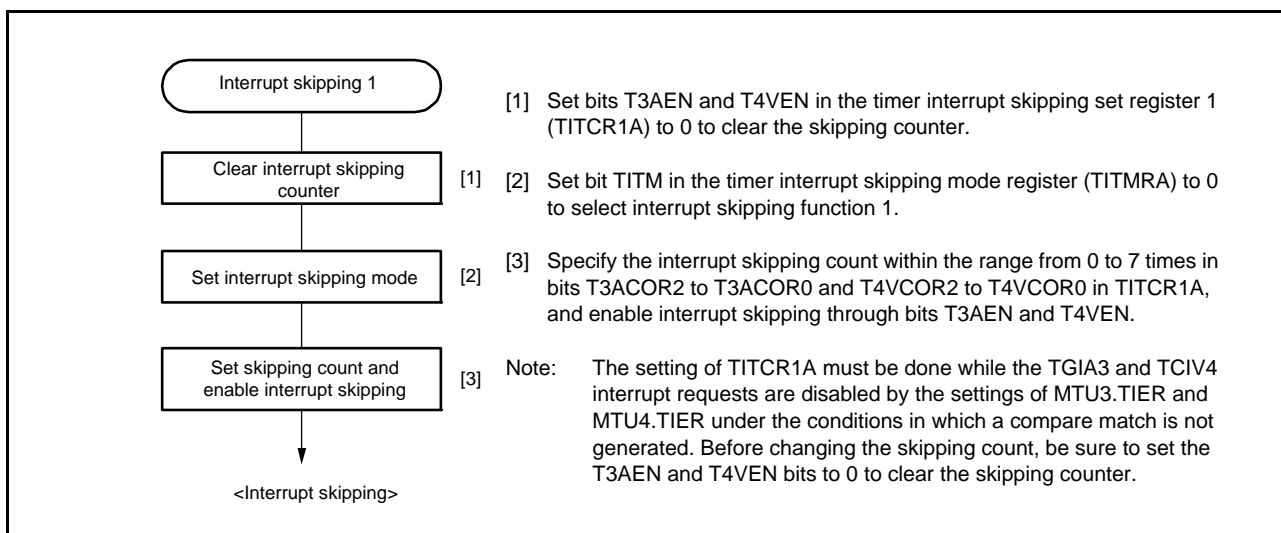 Interrupt skipping 1
Clear interrupt skipping
counter
[1]
Set interrupt skipping mode
[2]
Set skipping count and
enable interrupt skipping
[3]
<Interrupt skipping>
[1] Set bits T3AEN and T4VEN in the timer interrupt skipping set register 1
(TITCR1A) to 0 to clear the skipping counter.
[2] Set bit TITM in the timer interrupt skipping mode register (TITMRA) to 0
to select interrupt skipping function 1.
[3] Specify the interrupt skipping count within the range from 0 to 7 times in
bits T3ACOR2 to T3ACOR0 and T4VCOR2 to T4VCOR0 in TITCR1A,
and enable interrupt skipping through bits T3AEN and T4VEN.
Note: The setting of TITCR1A must be done while the TGIA3 and TCIV4
interrupt requests are disabled by the settings of MTU3.TIER and
MTU4.TIER under the conditions in which a compare match is not
generated. Before changing the skipping count, be sure to set the
T3AEN and T4VEN bits to 0 to clear the skipping counter.